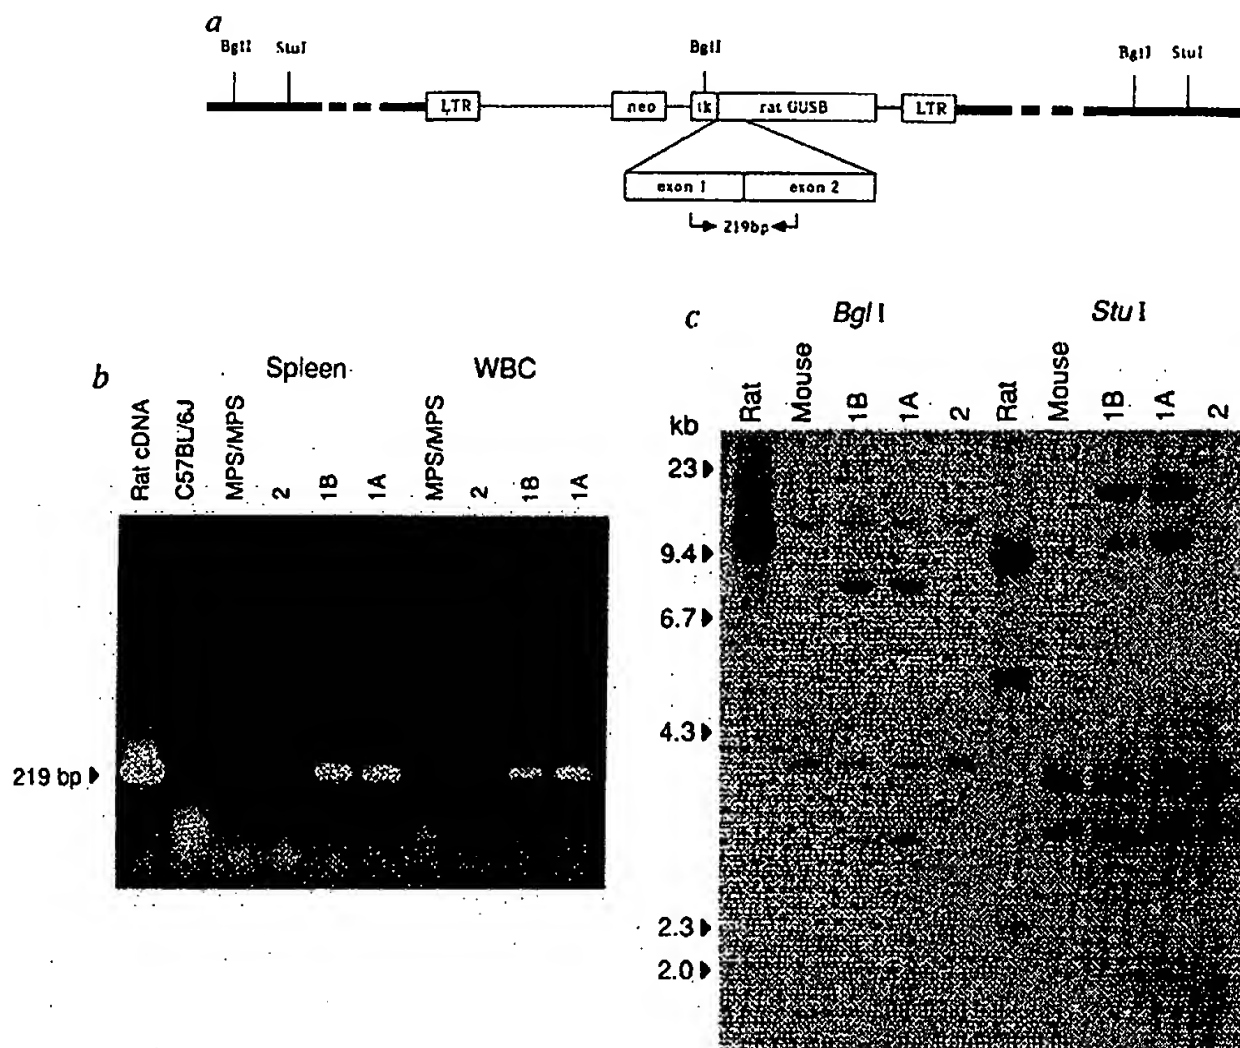 a
BglI StuI BglI BglI StuI
LTR neo tk rat GUSB LTR
exon 1 exon 2
219bp
b
Spleen WBC
Rat cDNA
C57BL/6J
MPS/MPS
2
1B
1A
MPS/MPS
2
1B
1A
219 bp
c
Bgl I Stu I
Rat
Mouse
1B
1A
2
Rat
Mouse
1B
1A
2
kb
23
9.4
6.7
4.3
2.3
2.0